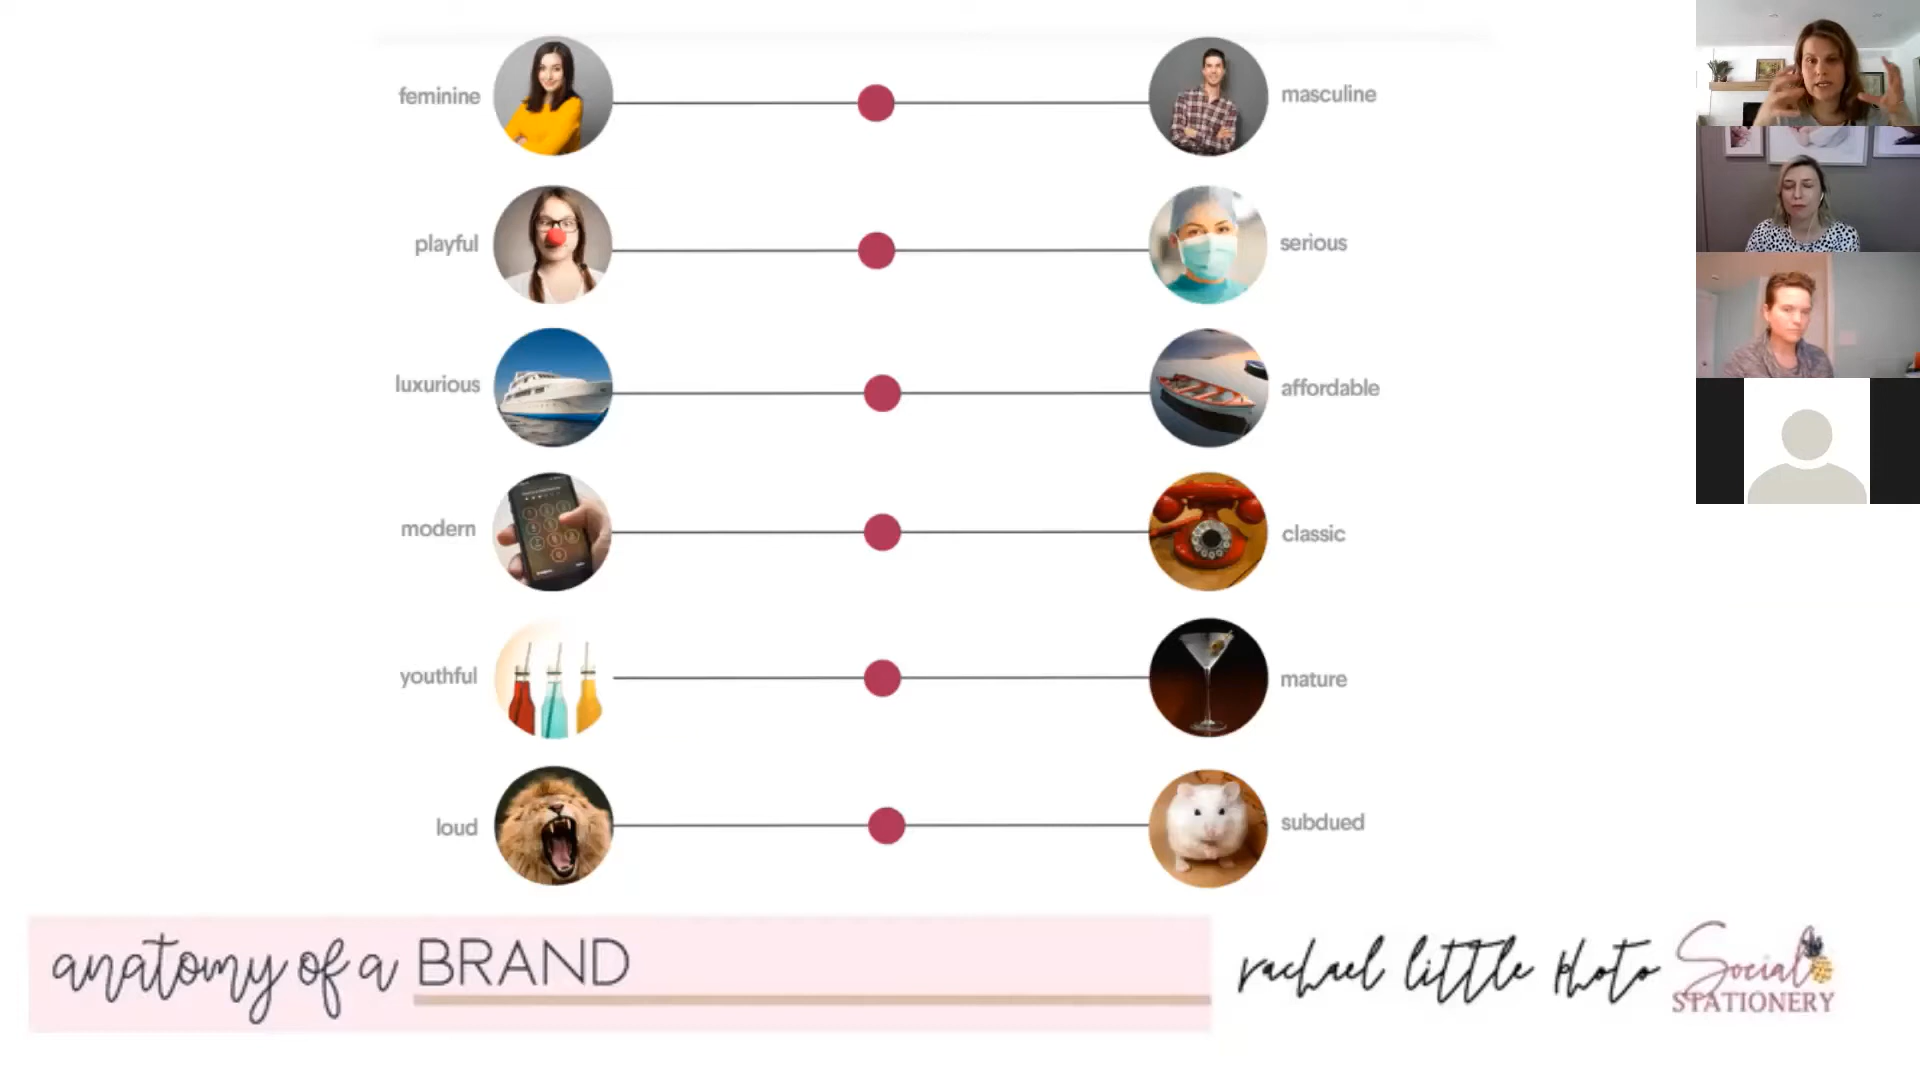 feminine masculine
playful serious
luxurious affordable
modern classic
youthful mature
loud subdued
anatomy of a BRAND
rachael little photo
Social
STATIONERY